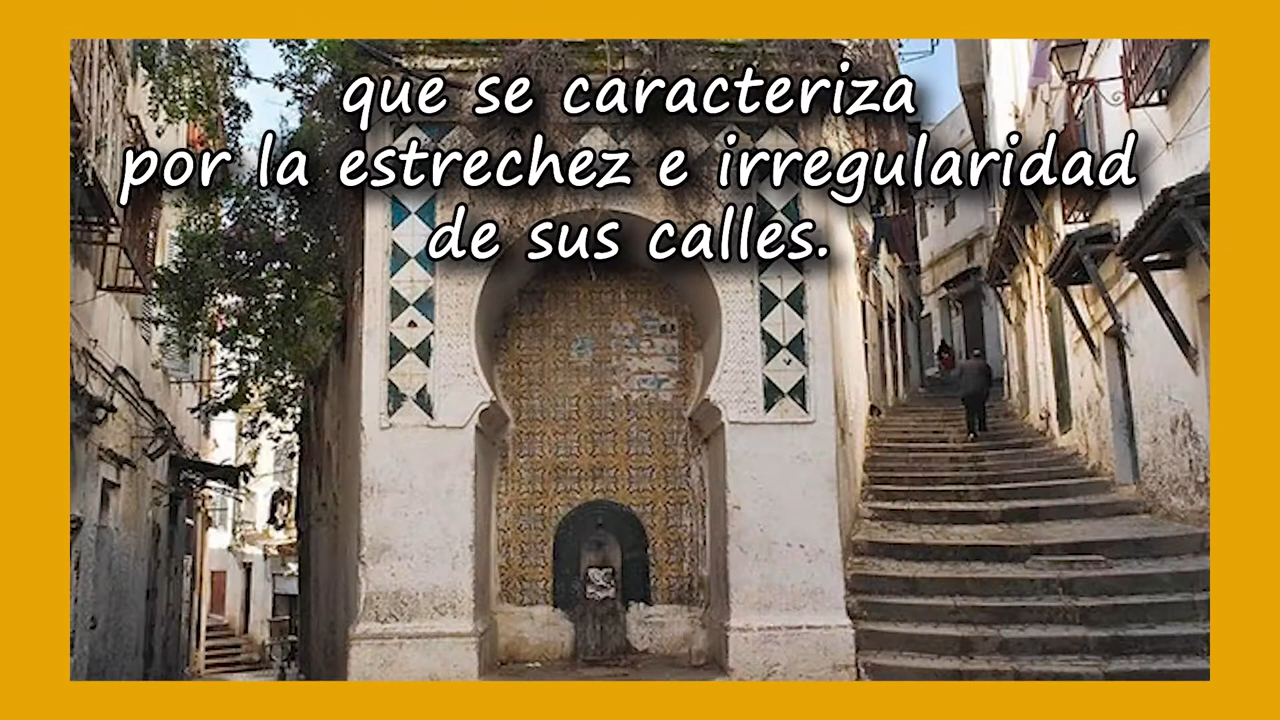 que se caracteriza
por la estrechez e irregularidad
de sus calles.